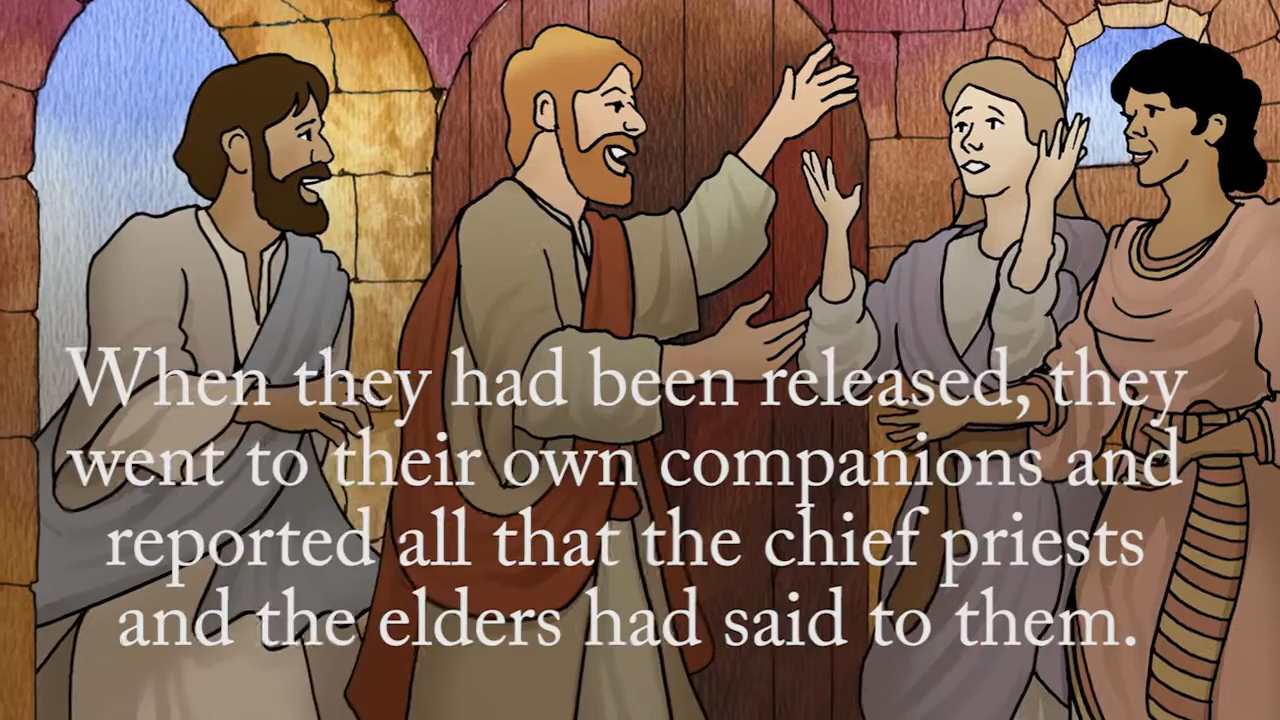 When they had been released, they
went to their own companions and
reported all that the chief priests
and the elders had said to them.